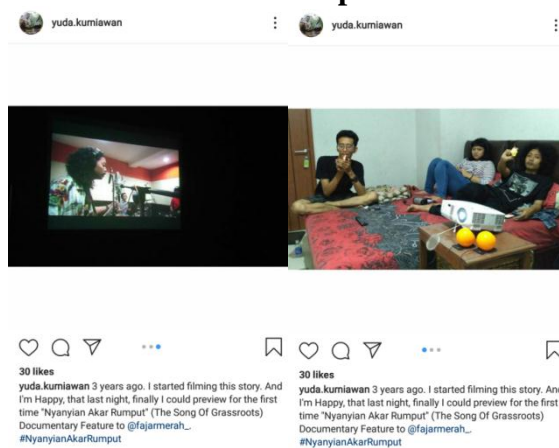 yuda.kurniawan
30 likes
yuda.kurniawan 3 years ago. I started filming this story. And
I'm Happy, that last night, finally I could preview for the first
time "Nyanyian Akar Rumput" (The Song Of Grassroots)
Documentary Feature to @fajarmerah_.
#NyanyianAkarRumput
yuda.kurniawan
30 likes
yuda.kurniawan 3 years ago. I started filming this story. And
I'm Happy, that last night, finally I could preview for the first
time "Nyanyian Akar Rumput" (The Song Of Grassroots)
Documentary Feature to @fajarmerah_.
#NyanyianAkarRumput